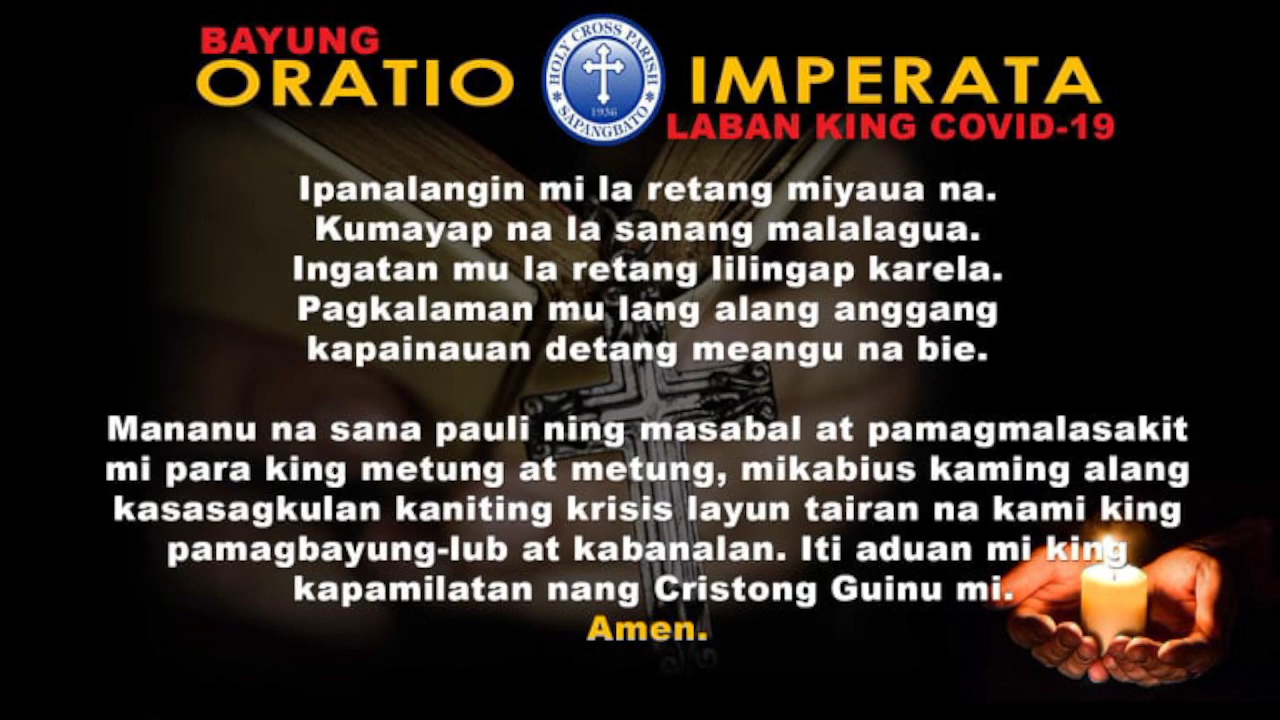 BAYUNG
ORATIO IMPERATA
LABAN KING COVID-19
HOLY CROSS PARISH
1936
SAPANGBATO
Ipanalangin mi la retang miyaua na.
Kumayap na la sanang malalagua.
Ingatan mu la retang lilingap karela.
Pagkalaman mu lang alang anggang
kapainauan detang meangu na bie.
Mananu na sana pauli ning masabal at pamagmalasakit
mi para king metung at metung, mikabius kaming alang
kasasagkulan kaniting krisis layun tairan na kami king
pamagbayung-lub at kabanalan. Iti aduan mi king
kapamilatan nang Cristong Guinu mi.
Amen.